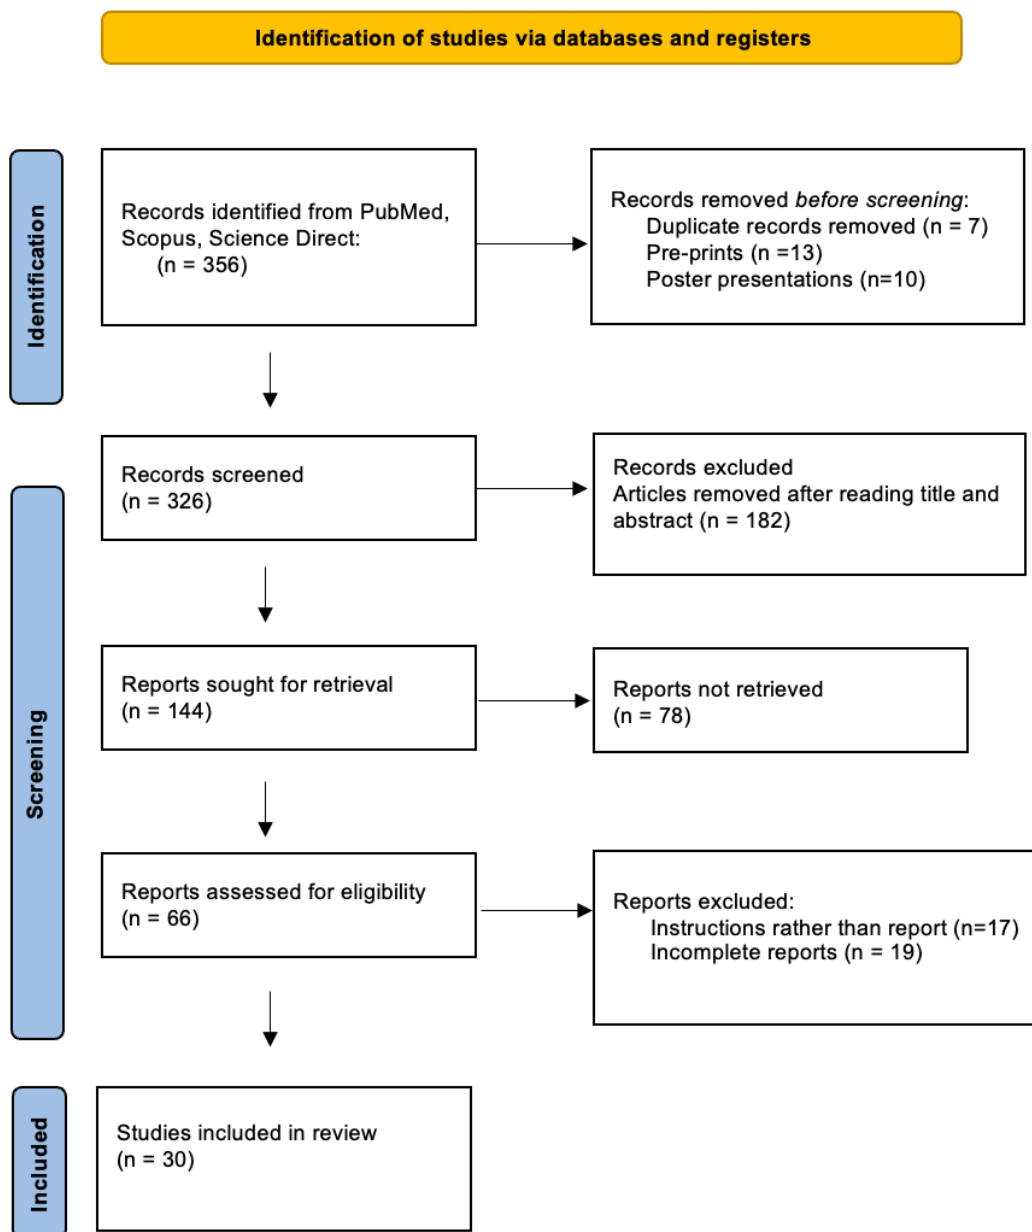 Identification of studies via databases and registers
Identification
Records identified from PubMed,
Scopus, Science Direct:
(n = 356)
Records removed before screening:
Duplicate records removed (n = 7)
Pre-prints (n =13)
Poster presentations (n=10)
Screening
Records screened
(n = 326)
Records excluded
Articles removed after reading title and
abstract (n = 182)
Reports sought for retrieval
(n = 144)
Reports not retrieved
(n = 78)
Reports assessed for eligibility
(n = 66)
Reports excluded:
Instructions rather than report (n=17)
Incomplete reports (n = 19)
Included
Studies included in review
(n = 30)